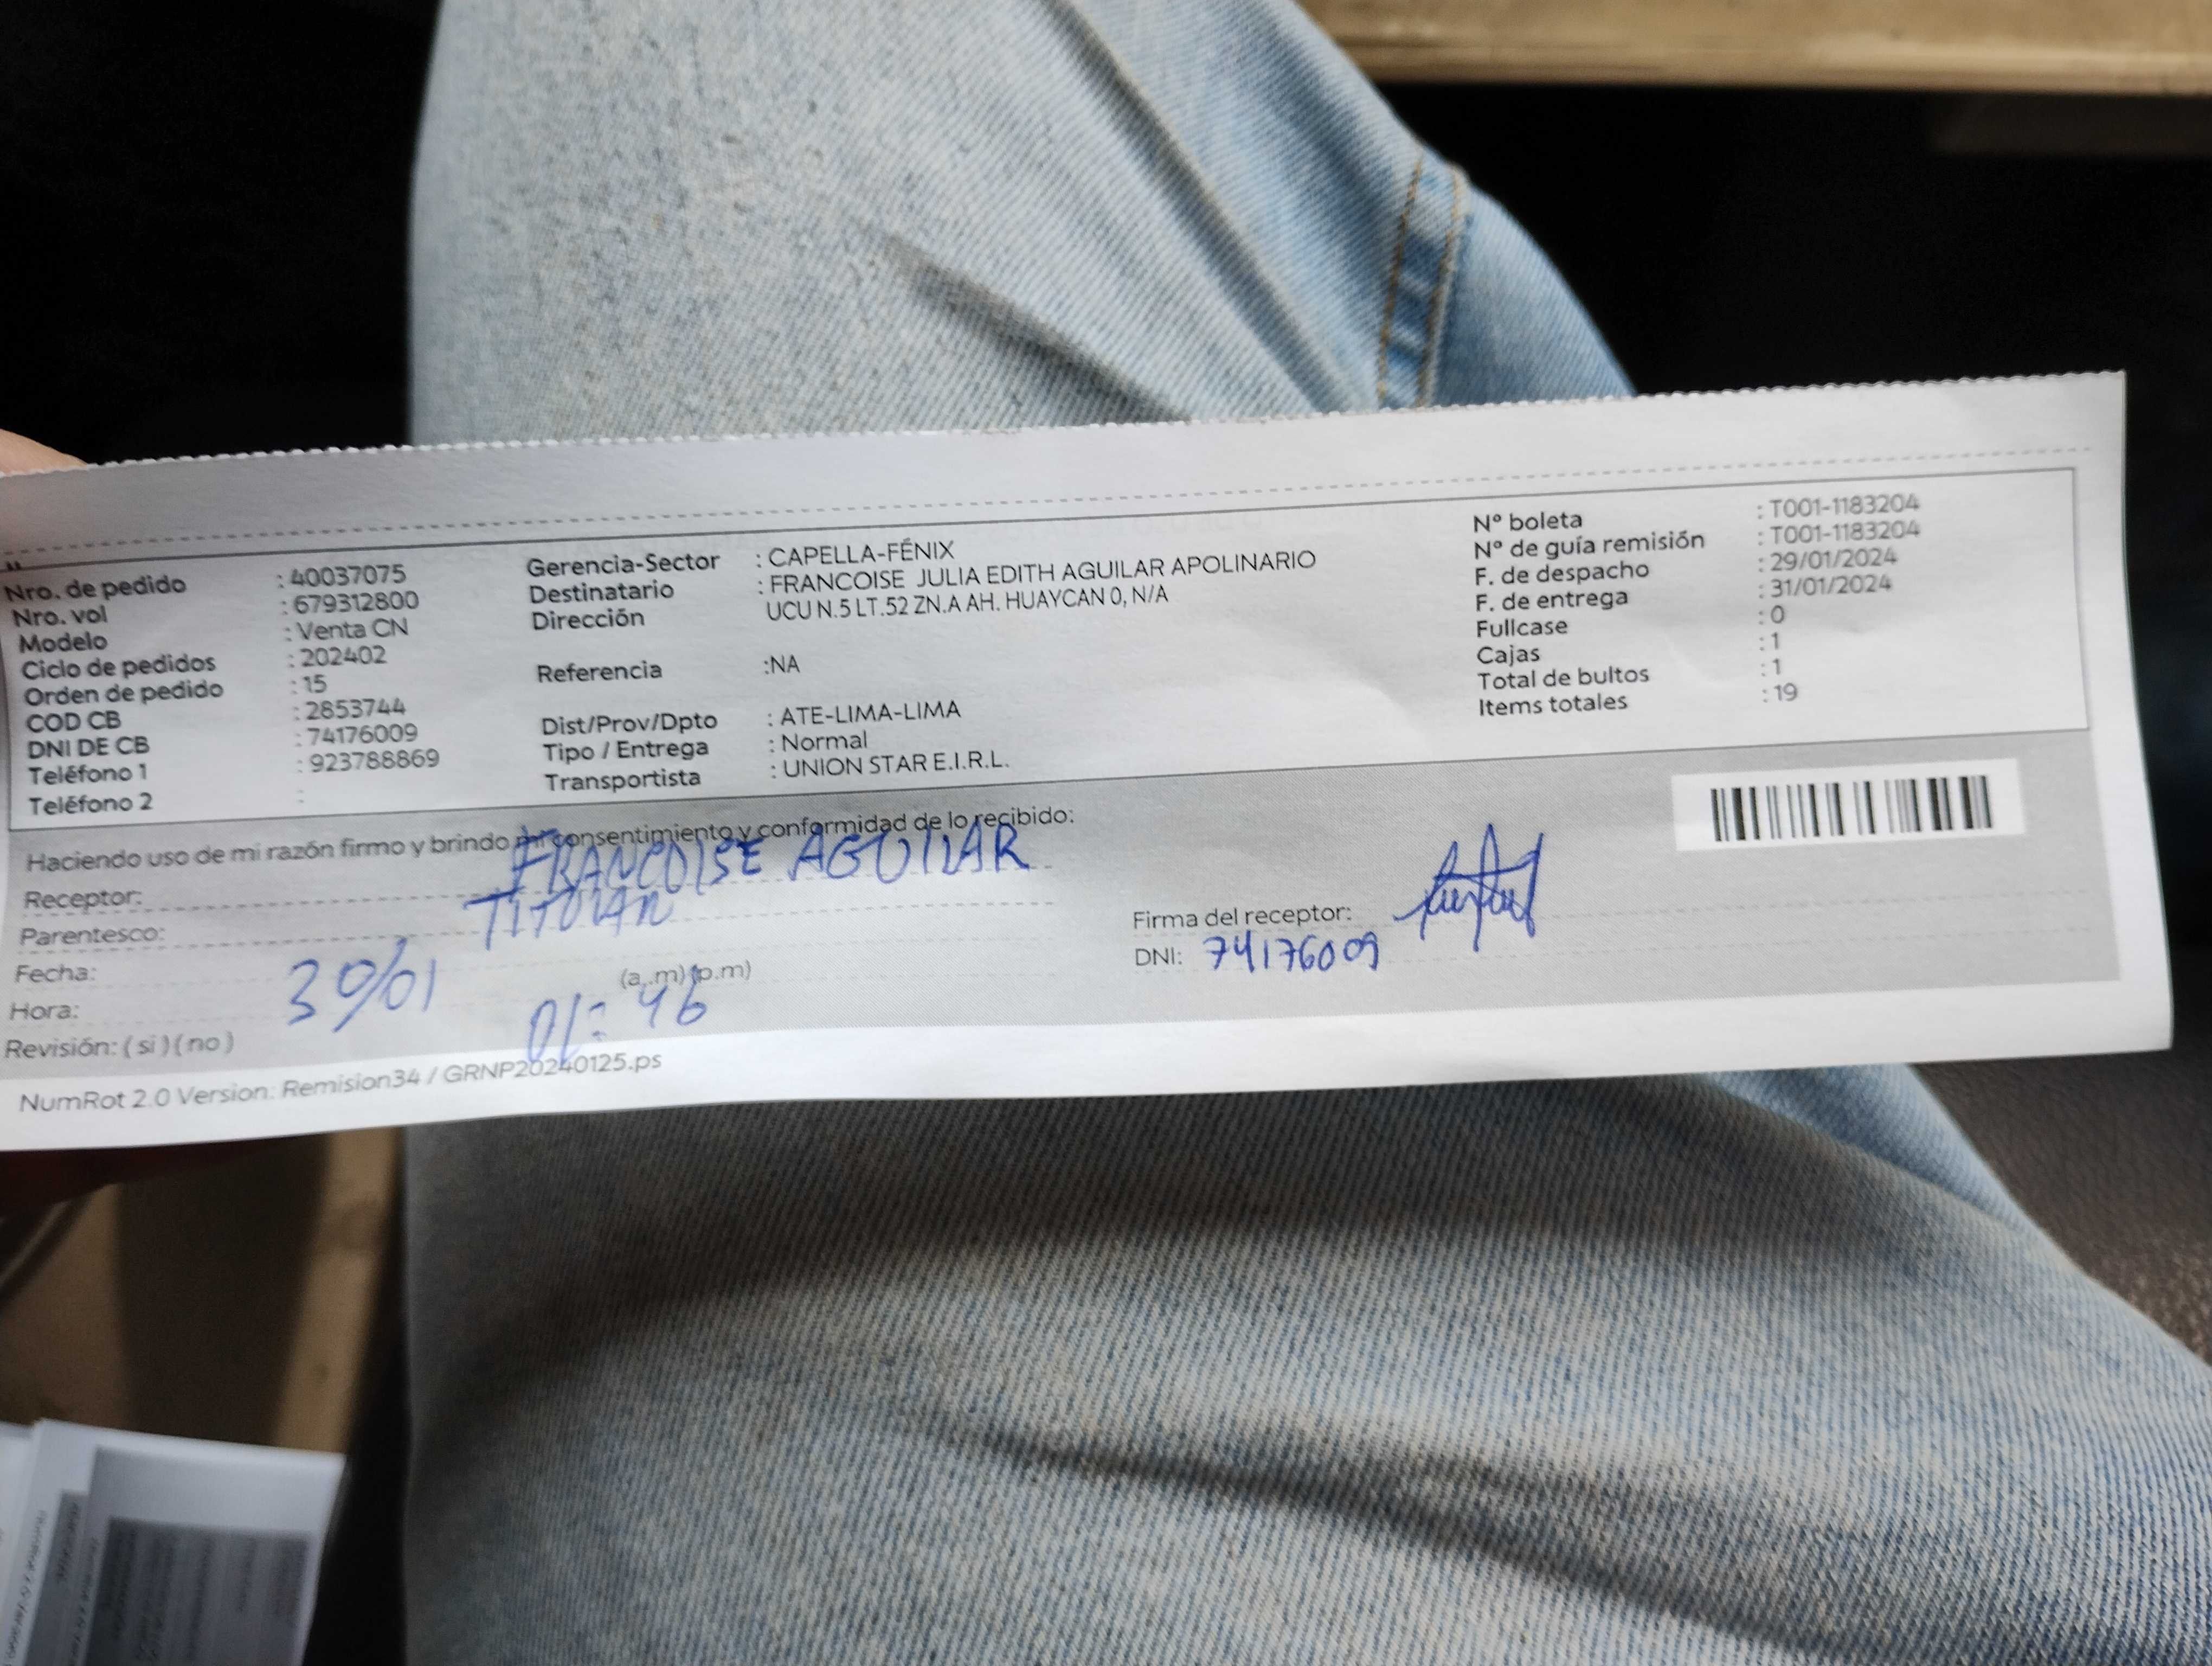 Nro. de pedido : 40037075
Nro. vol : 679312800
Modelo : Venta CN
Ciclo de pedidos : 202402
Orden de pedido : 15
COD CB : 2853744
DNI DE CB : 74176009
Teléfono 1 : 923788869
Teléfono 2 :
Gerencia-Sector : CAPELLA-FÉNIX
Destinatario : FRANCOISE JULIA EDITH AGUILAR APOLINARIO
Dirección UCU N.5 LT.52 ZN.A AH. HUAYCAN 0, N/A
Referencia :NA
Dist/Prov/Dpto : ATE-LIMA-LIMA
Tipo / Entrega : Normal
Transportista : UNION STAR E.I.R.L.
Nº boleta : T001-1183204
Nº de guía remisión : T001-1183204
F. de despacho : 29/01/2024
F. de entrega : 31/01/2024
Fullcase : 0
Cajas : 1
Total de bultos : 1
Items totales : 19
Haciendo uso de mi razón firmo y brindo mi consentimiento y conformidad de lo recibido:
Receptor: FRANCOISE AGUILAR
Parentesco: TITULAR
Fecha: 30/01
Hora: 01:46 (a.m) (p.m)
Revisión: ( si ) ( no )
Firma del receptor:
DNI: 74176009
NumRot 2.0 Version: Remision34 / GRNP20240125.ps